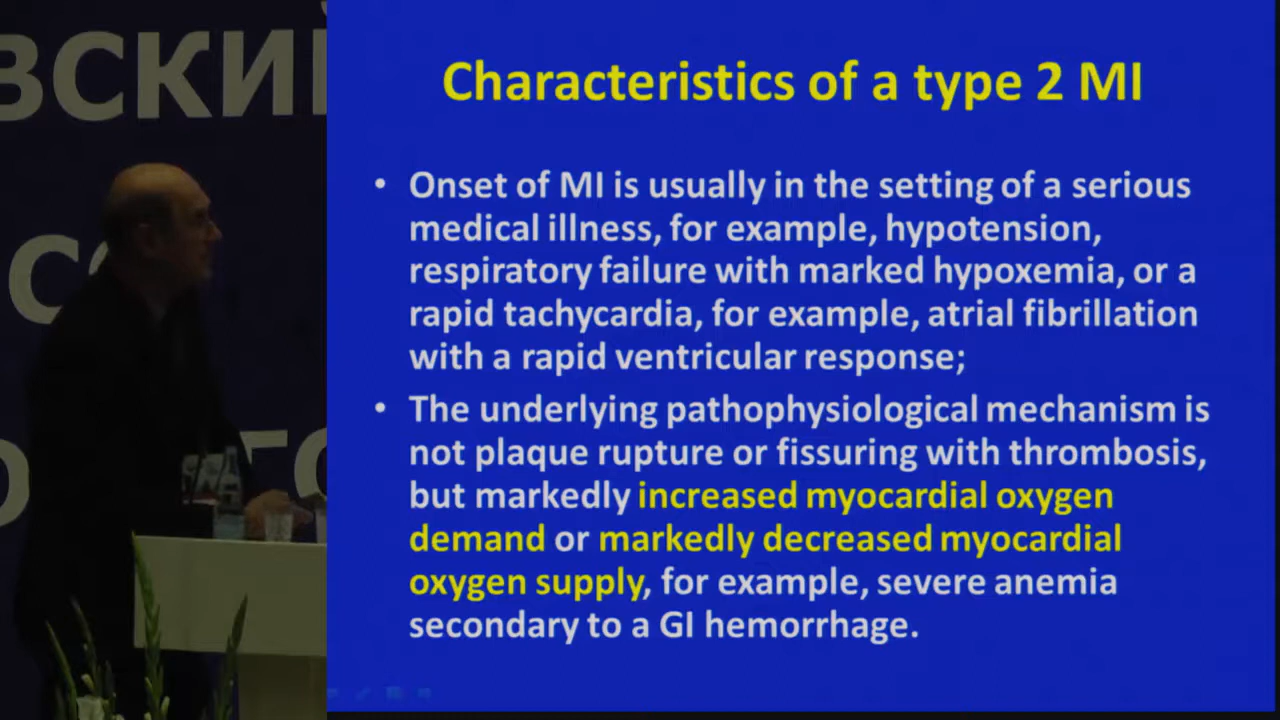 ВСКИЙ
Characteristics of a type 2 MI
• Onset of MI is usually in the setting of a serious
medical illness, for example, hypotension,
respiratory failure with marked hypoxemia, or a
rapid tachycardia, for example, atrial fibrillation
with a rapid ventricular response;
• The underlying pathophysiological mechanism is
not plaque rupture or fissuring with thrombosis,
but markedly increased myocardial oxygen
demand or markedly decreased myocardial
oxygen supply, for example, severe anemia
secondary to a GI hemorrhage.